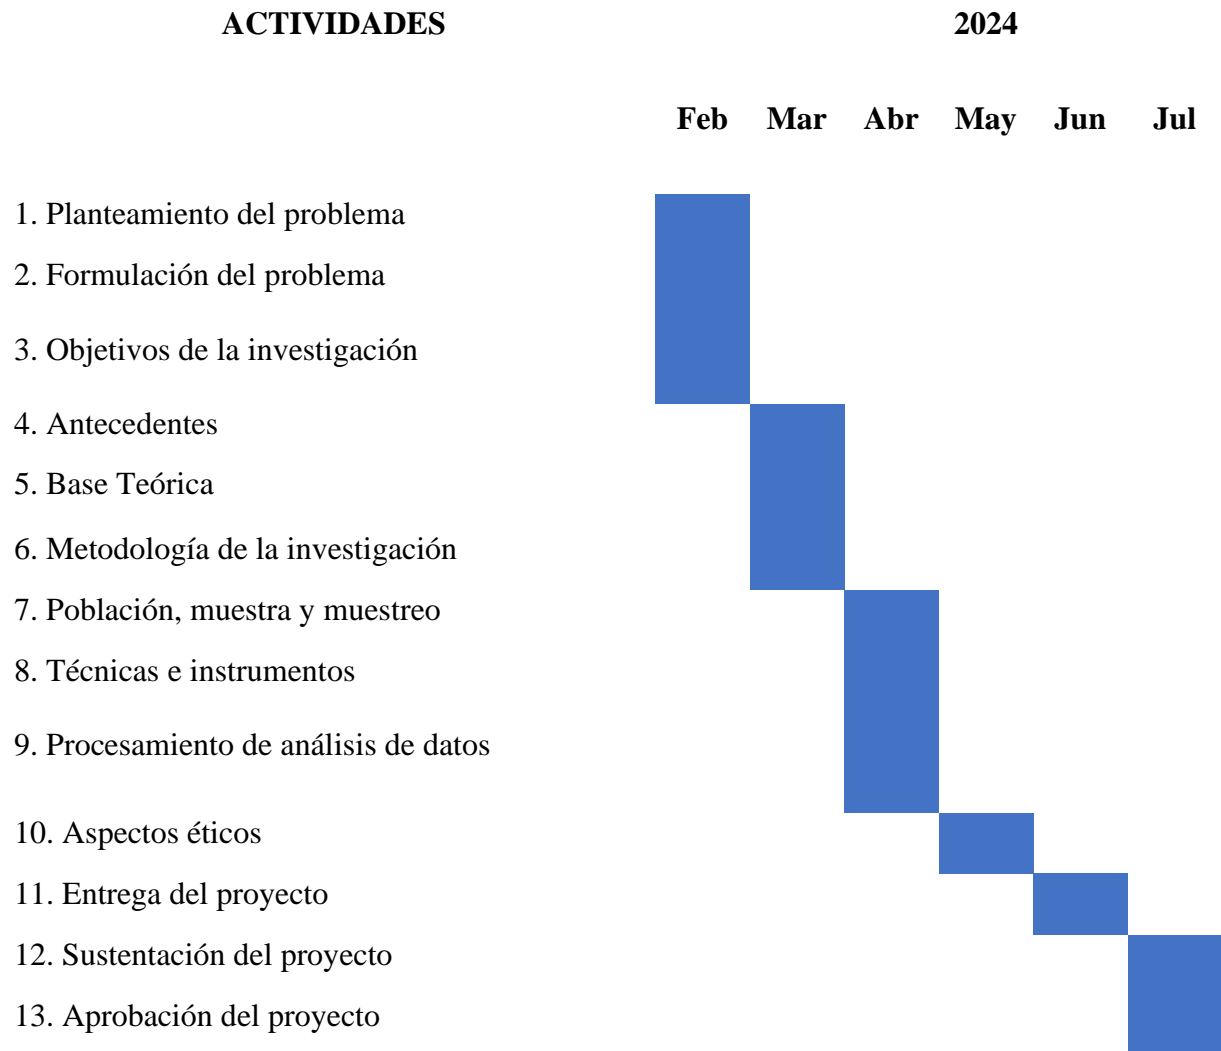 ACTIVIDADES 2024
Feb Mar Abr May Jun Jul
1. Planteamiento del problema
2. Formulación del problema
3. Objetivos de la investigación
4. Antecedentes
5. Base Teórica
6. Metodología de la investigación
7. Población, muestra y muestreo
8. Técnicas e instrumentos
9. Procesamiento de análisis de datos
10. Aspectos éticos
11. Entrega del proyecto
12. Sustentación del proyecto
13. Aprobación del proyecto